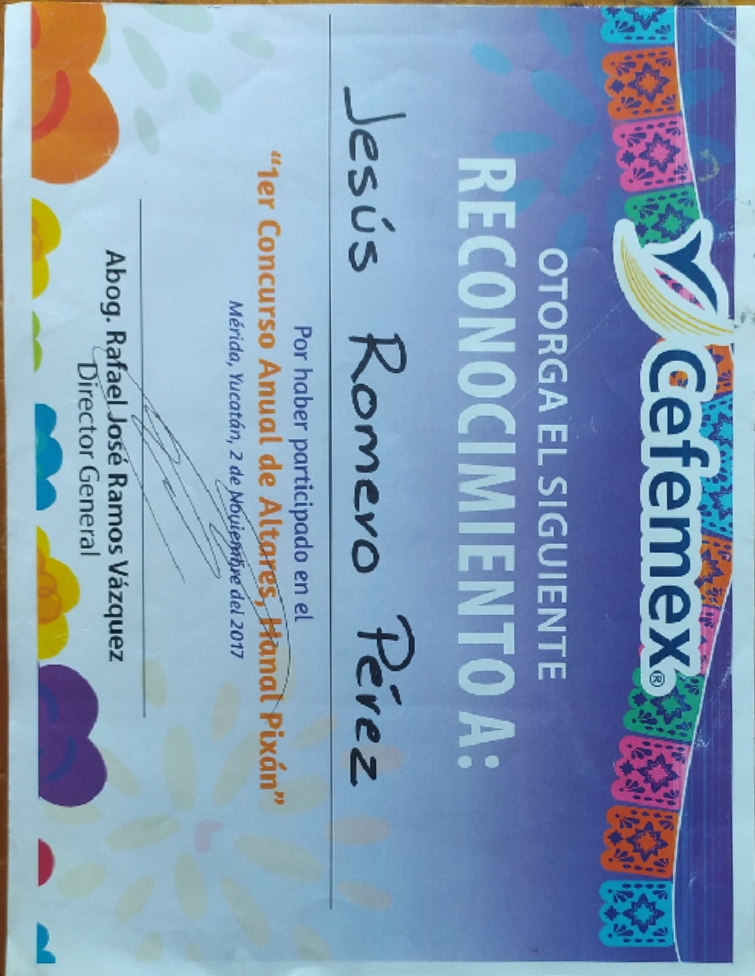 Cefemex®
OTORGA EL SIGUIENTE
RECONOCIMIENTO A:
Jesús Romero Pérez
Por haber participado en el
“1er Concurso Anual de Altares, Hanal Pixán”
Mérida, Yucatán, 2 de Noviembre del 2017
Abog. Rafael José Ramos Vázquez
Director General